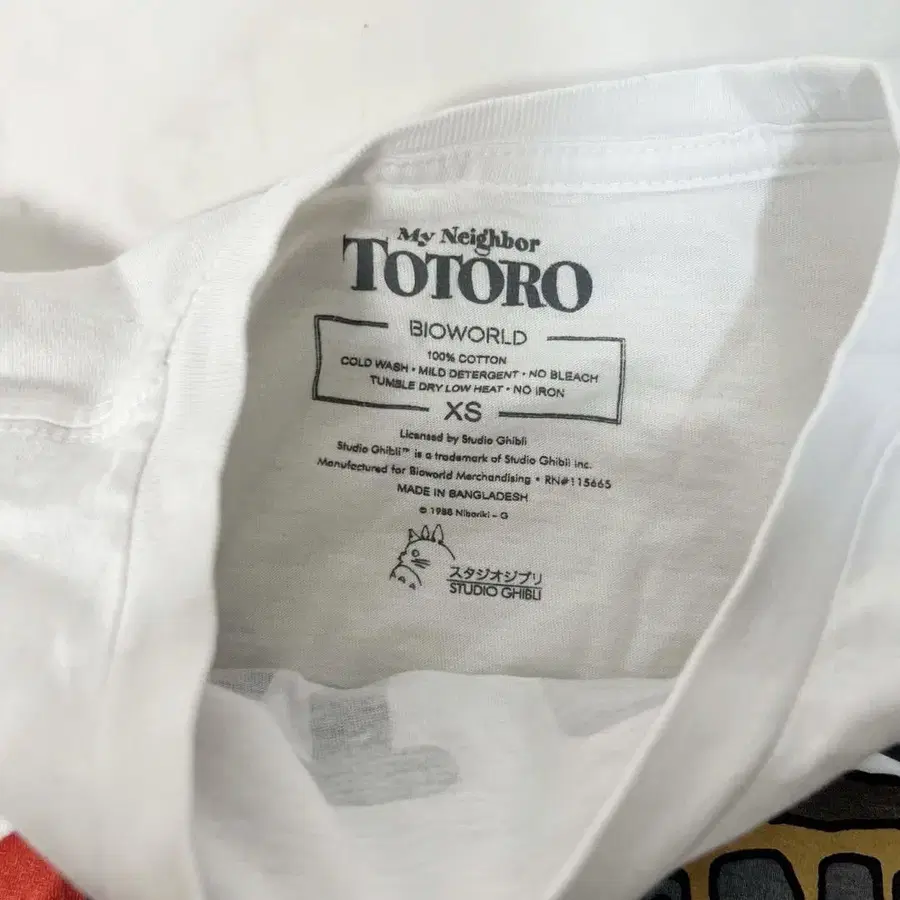 My Neighbor
TOTORO
BIOWORLD
100% COTTON
COLD WASH • MILD DETERGENT • NO BLEACH
TUMBLE DRY LOW HEAT • NO IRON
XS
Licensed by Studio Ghibli
Studio Ghibli™ is a trademark of Studio Ghibli Inc.
Manufactured for Bioworld Merchandising • RN#115665
MADE IN BANGLADESH
© 1988 Nibariki - G
スタジオジブリ
STUDIO GHIBLI